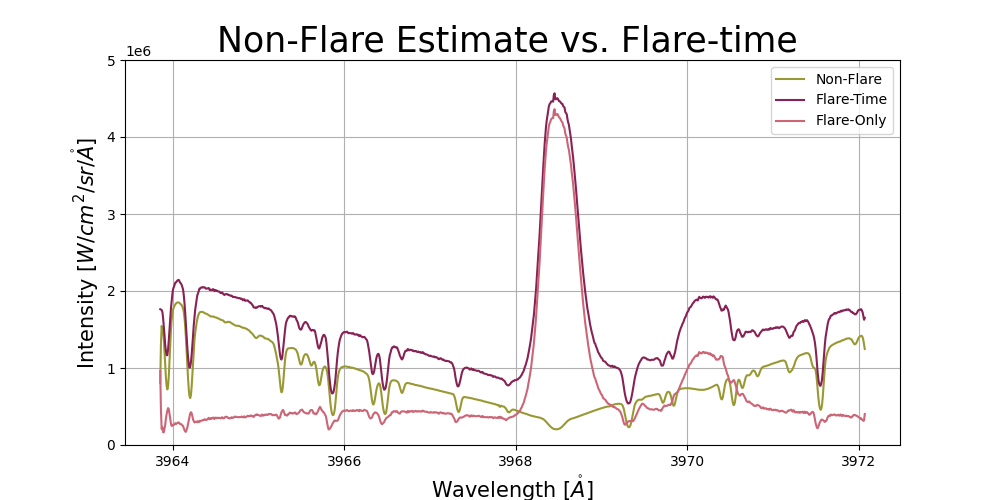 Non-Flare Estimate vs. Flare-time
1e6
5
4
3
2
1
0
Intensity [W/cm²/sr/Å]
Non-Flare
Flare-Time
Flare-Only
3964 3966 3968 3970 3972
Wavelength [Å]